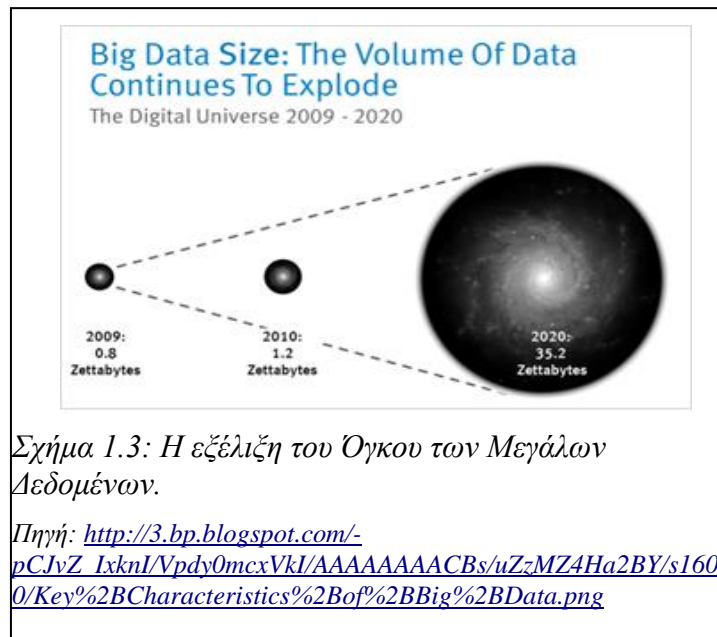 Big Data Size: The Volume Of Data
Continues To Explode
The Digital Universe 2009 - 2020
2009:
0.8
Zettabytes
2010:
1.2
Zettabytes
2020:
35.2
Zettabytes
Σχήμα 1.3: Η εξέλιξη του Όγκου των Μεγάλων
Δεδομένων.
Πηγή: http://3.bp.blogspot.com/-
pCJvZ_IxknI/Vpdy0mcxVkI/AAAAAAAACBs/uZzMZ4Ha2BY/s160
0/Key%2BCharacteristics%2Bof%2BBig%2BData.png